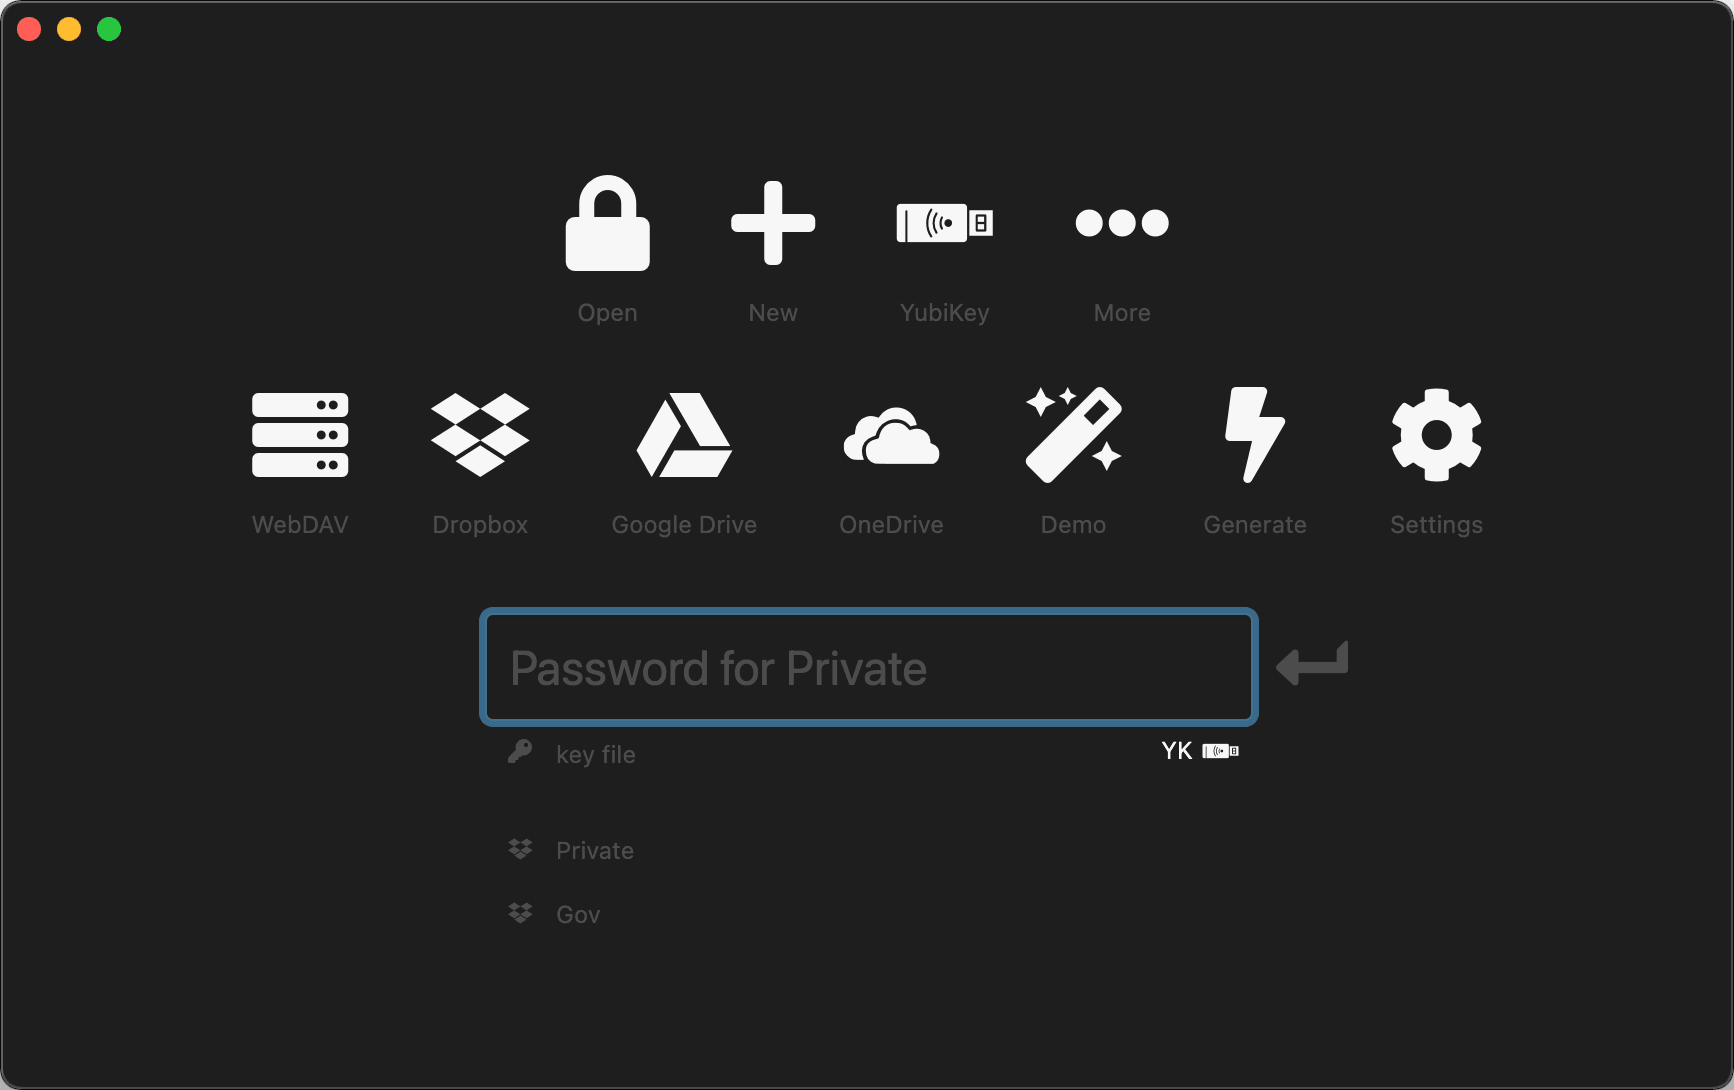 Open New YubiKey More
WebDAV Dropbox Google Drive OneDrive Demo Generate Settings
Password for Private
key file YK
Private
Gov